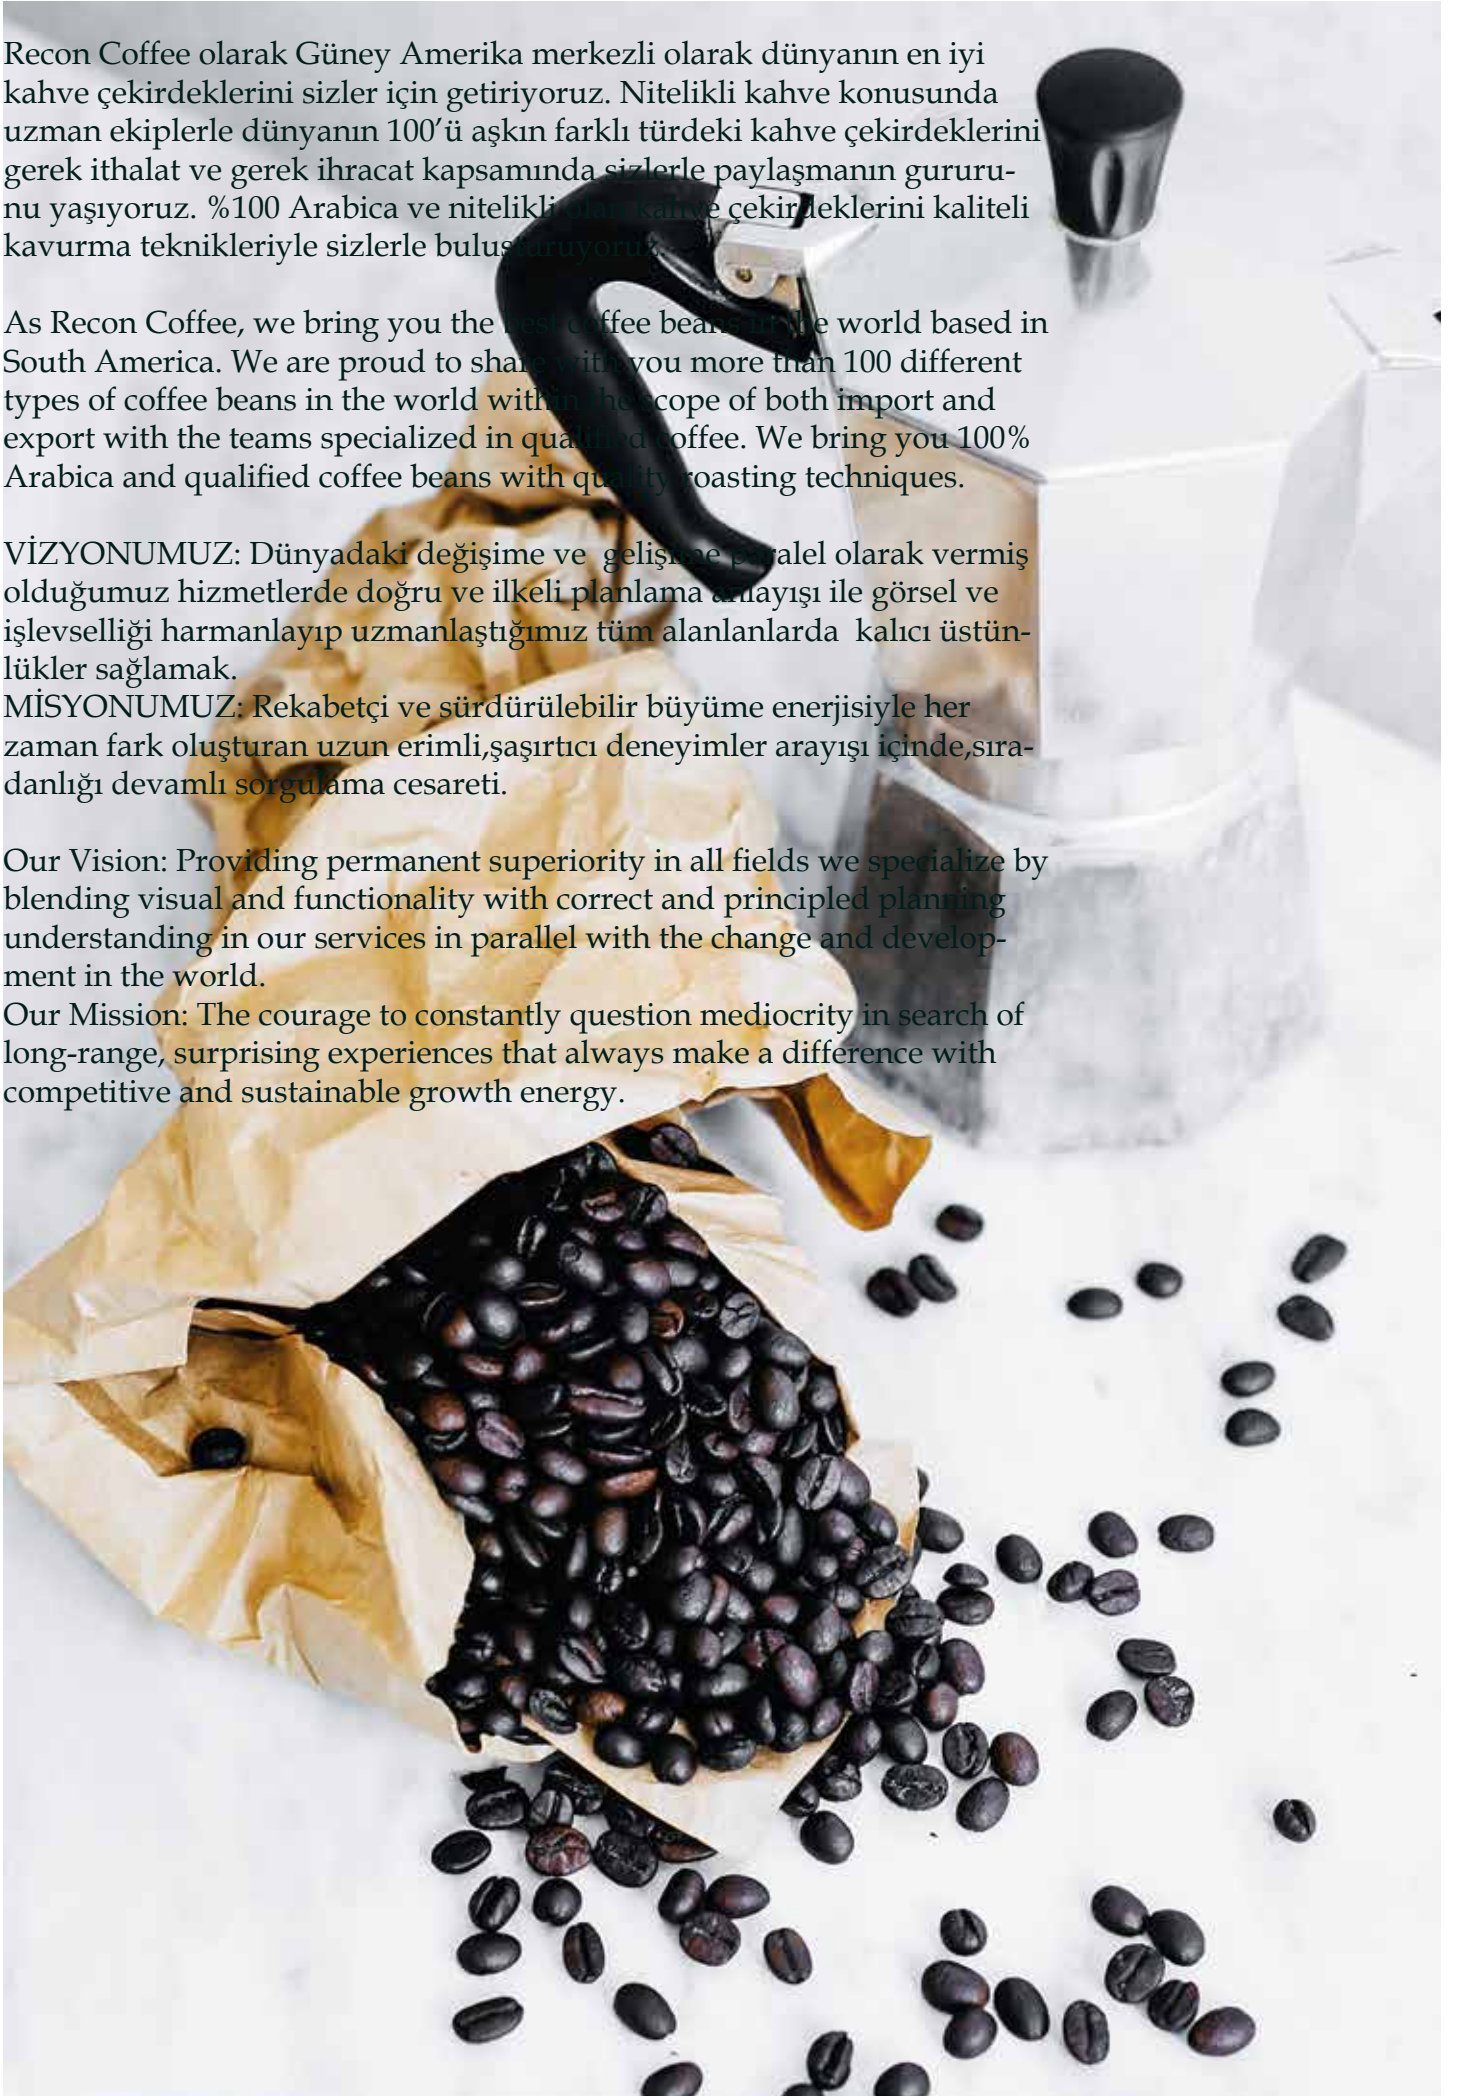 Recon Coffee olarak Güney Amerika merkezli olarak dünyanın en iyi
kahve çekirdeklerini sizler için getiriyoruz. Nitelikli kahve konusunda
uzman ekiplerle dünyanın 100’ü aşkın farklı türdeki kahve çekirdeklerini
gerek ithalat ve gerek ihracat kapsamında sizlerle paylaşmanın gururu-
nu yaşıyoruz. %100 Arabica ve nitelikli olan kahve çekirdeklerini kaliteli
kavurma teknikleriyle sizlerle buluşturuyoruz.
As Recon Coffee, we bring you the best coffee beans in the world based in
South America. We are proud to share with you more than 100 different
types of coffee beans in the world within the scope of both import and
export with the teams specialized in qualified coffee. We bring you 100%
Arabica and qualified coffee beans with quality roasting techniques.
VİZYONUMUZ: Dünyadaki değişime ve  gelişime paralel olarak vermiş
olduğumuz hizmetlerde doğru ve ilkeli planlama anlayışı ile görsel ve
işlevselliği harmanlayıp uzmanlaştığımız tüm alanlanlarda  kalıcı üstün-
lükler sağlamak.
MİSYONUMUZ: Rekabetçi ve sürdürülebilir büyüme enerjisiyle her
zaman fark oluşturan uzun erimli,şaşırtıcı deneyimler arayışı içinde,sıra-
danlığı devamlı sorgulama cesareti.
Our Vision: Providing permanent superiority in all fields we specialize by
blending visual and functionality with correct and principled planning
understanding in our services in parallel with the change and develop-
ment in the world.
Our Mission: The courage to constantly question mediocrity in search of
long-range, surprising experiences that always make a difference with
competitive and sustainable growth energy.